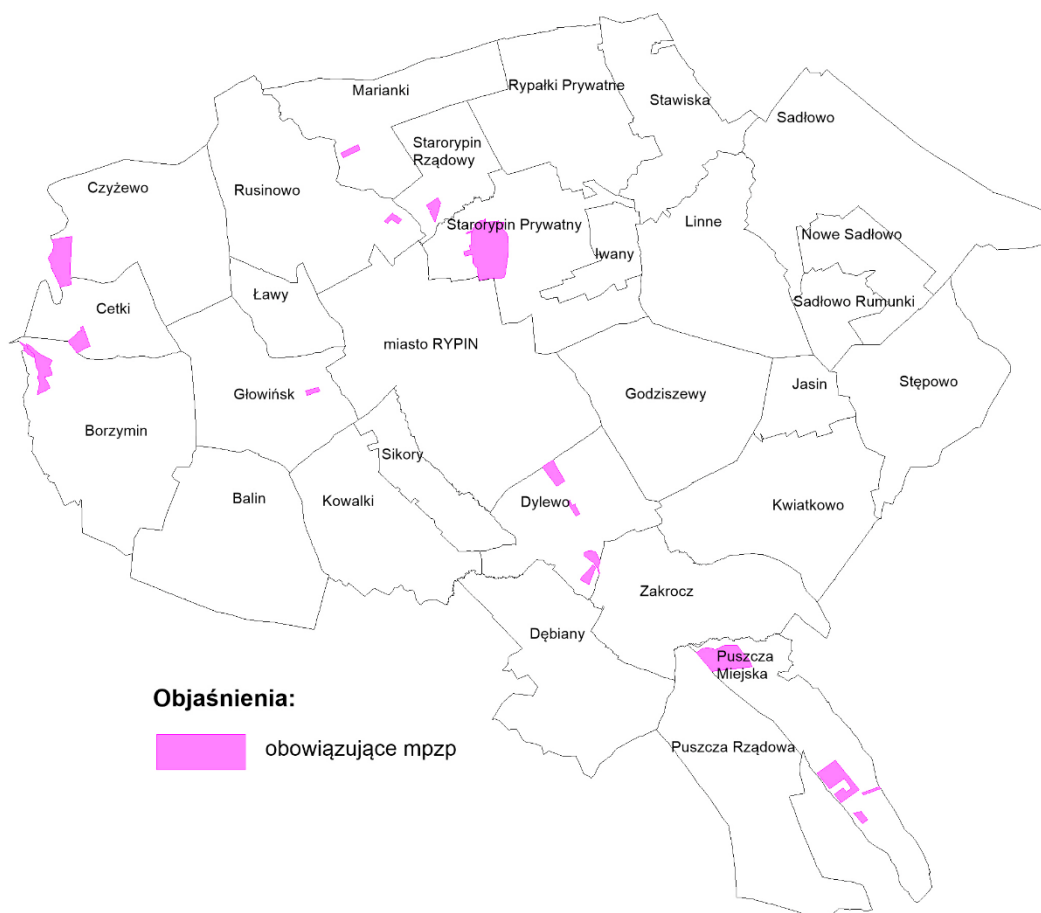 Marianki
Rypałki Prywatne
Stawiska
Sadłowo
Starorypin
Rządowy
Czyżewo
Rusinowo
Starorypin Prywatny
Linne
Nowe Sadłowo
Iwany
Ławy
Cetki
Sadłowo Rumunki
miasto RYPIN
Głowińsk
Godziszewy
Jasin
Stępowo
Borzymin
Sikory
Balin
Kowalki
Dylewo
Kwiatkowo
Zakrocz
Dębiany
Puszcza
Miejska
Objaśnienia:
obowiązujące mpzp
Puszcza Rządowa